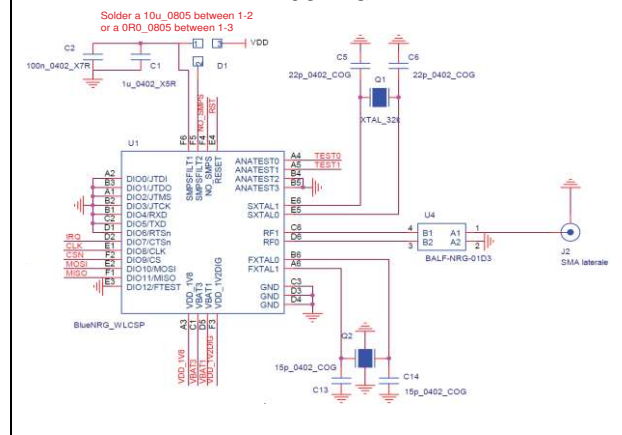 Solder a 10u_0805 between 1-2
or a 0R0_0805 between 1-3
C2
100n_0402_X7R
C1
1u_0402_X5R
1
3
2
VDD
D1
NO_SMPS
RST
C5
22p_0402_COG
C6
22p_0402_COG
Q1
XTAL_32k
U1
F6
F5
F4
E4
SMPSFILT1
SMPSFILT2
NO_SMPS
RESET
A2 DIO0/JTDI
B3 DIO1/JTDO
A1 DIO2/JTMS
B2 DIO3/JTCK
B1 DIO4/RXD
C2 DIO5/TXD
D1 DIO6/RTSn
IRQ D2 DIO7/CTSn
CLK E1 DIO8/CLK
CSN F2 DIO9/CS
MOSI E2 DIO10/MOSI
MISO F1 DIO11/MISO
E3 DIO12/FTEST
ANATEST0 A4 TEST0
ANATEST1 A5 TEST1
ANATEST2 B4
ANATEST3 B5
SXTAL1 E6
SXTAL0 E5
RF1 C6
RF0 D6
FXTAL0 B6
FXTAL1 A6
GND C3
GND D3
GND D4
U4
4 B1 A1 1
3 B2 A2 2
BALF-NRG-01D3
J2
SMA laterale
VDD_1V8
VBAT3
VBAT1
VDD_1V2DIG
A3
C1
D5
F3
VDD_1V8
VBAT3
VBAT1
VDD_1V2DIG
BlueNRG_WLCSP
Q2
15p_0402_COG
C13
C14
15p_0402_COG